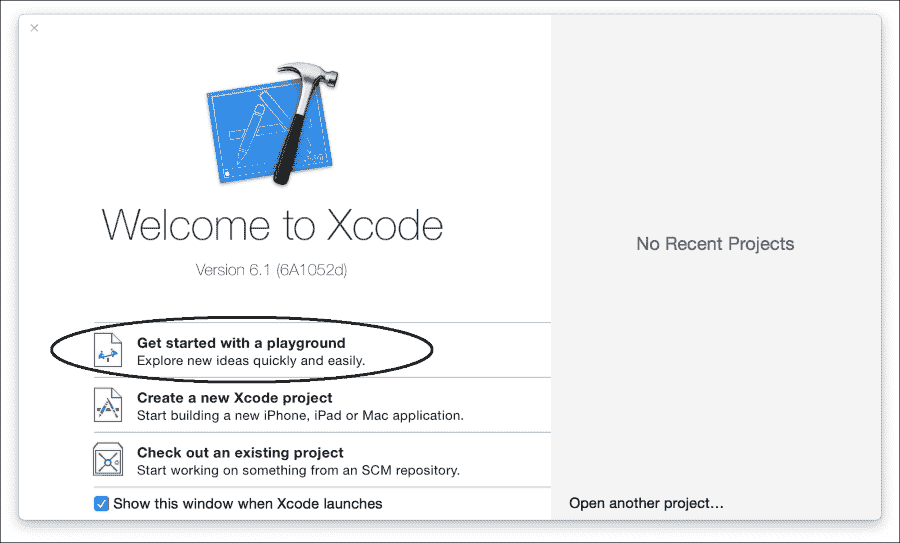 Welcome to Xcode
Version 6.1 (6A1052d)
No Recent Projects
Get started with a playground
Explore new ideas quickly and easily.
Create a new Xcode project
Start building a new iPhone, iPad or Mac application.
Check out an existing project
Start working on something from an SCM repository.
Show this window when Xcode launches
Open another project...